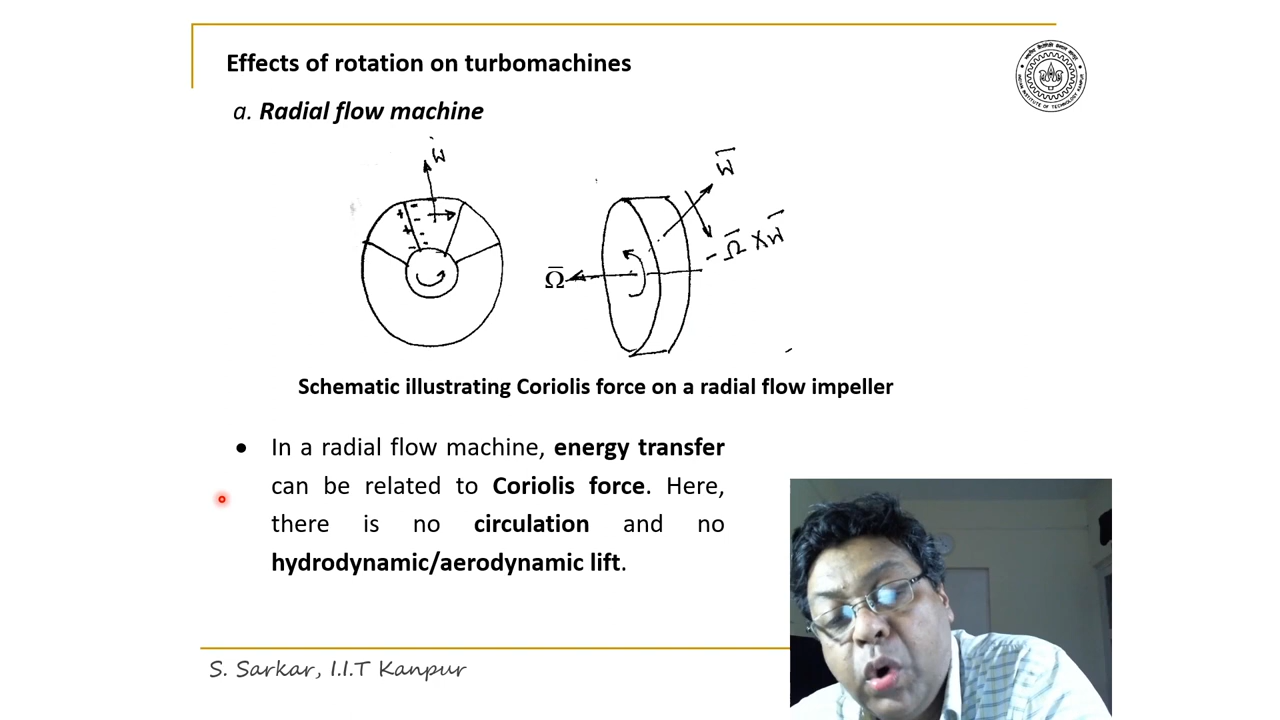 Effects of rotation on turbomachines
a. Radial flow machine
W
W
- Ω X W
Ω
Schematic illustrating Coriolis force on a radial flow impeller
• In a radial flow machine, energy transfer
can be related to Coriolis force. Here,
there is no circulation and no
hydrodynamic/aerodynamic lift.
S. Sarkar, I.I.T Kanpur